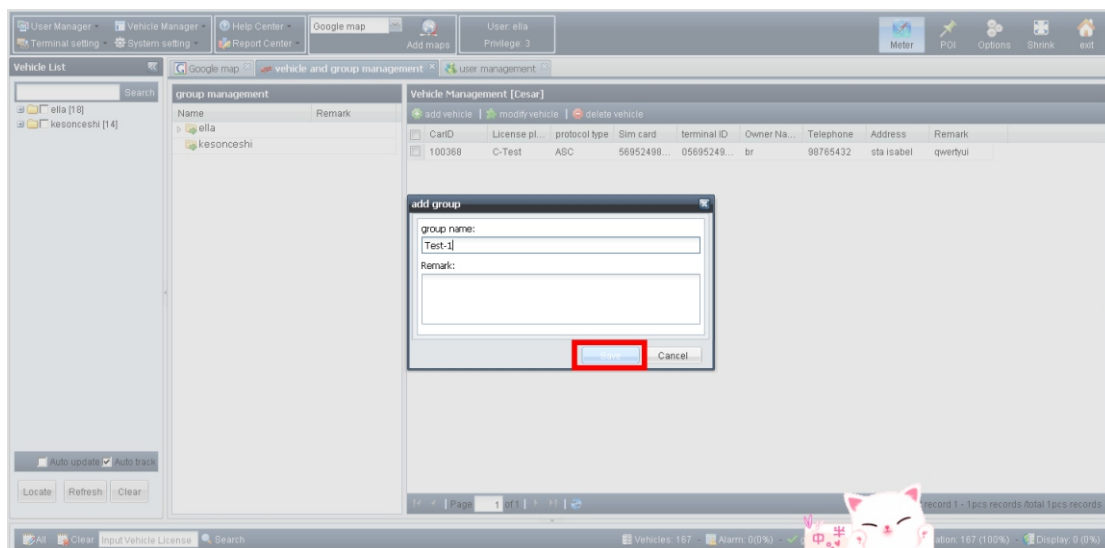 User Manager Vehicle Manager Help Center Google map User: ella Meter POI Options Shrink exit
Terminal setting System setting Report Center Add maps Privilege: 3
Vehicle List Google map vehicle and group management user management
Search group management Vehicle Management [Cesar]
ella [18] Name Remark add vehicle | modify vehicle | delete vehicle
kesonceshi [14] ella CarID License pl... protocol type Sim card terminal ID Owner Na... Telephone Address Remark
kesonceshi 100368 C-Test ASC 56952498... 05695249... br 98765432 sta isabel qwertyui
add group
group name:
Test-1
Remark:
Save Cancel
Auto update Auto track
Locate Refresh Clear
Page 1 of 1 record 1 - 1pcs records /total 1pcs records
All Clear Input Vehicle License Search Vehicles: 167 - Alarm: 0(0%) - ation: 167 (100%) - Display: 0 (0%)
中 半